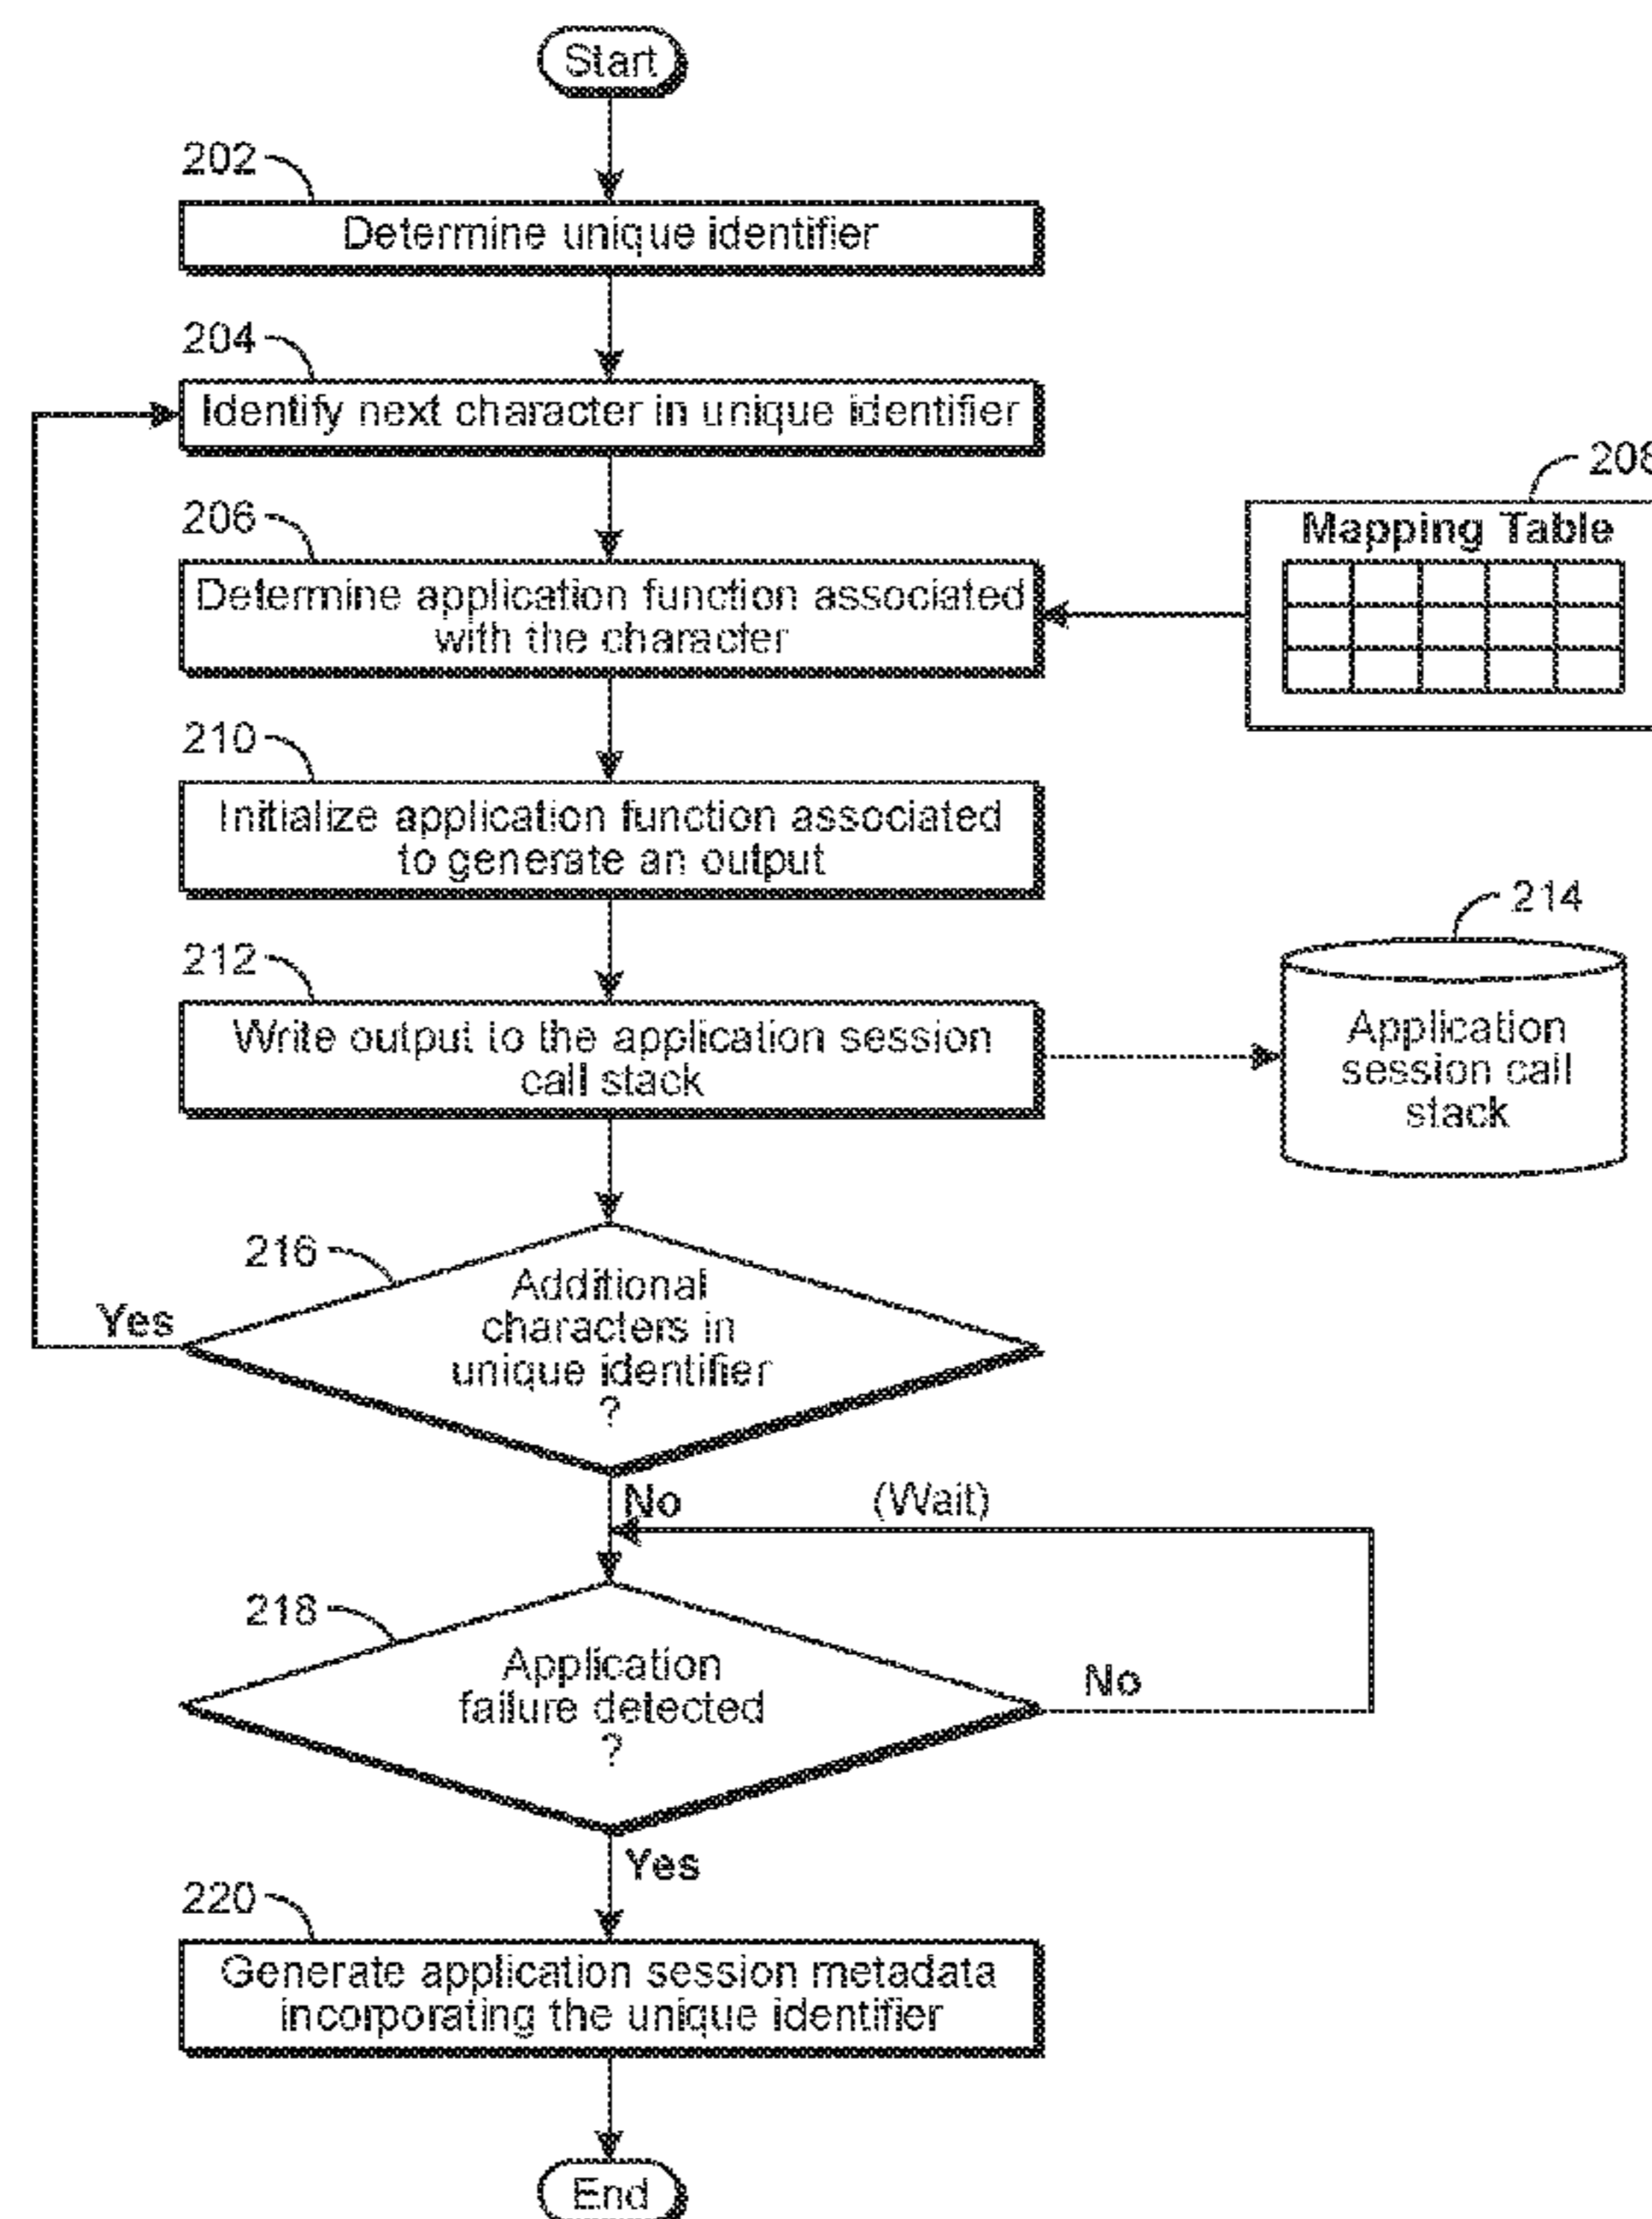 Start
202
Determine unique identifier
204
Identify next character in unique identifier
208
206
Mapping Table
Determine application function associated
with the character
210
Initialize application function associated
to generate an output
214
212
Write output to the application session
call stack
Application
session call
stack
216
Additional
characters in
unique identifier
?
Yes
No
(Wait)
218
Application
failure detected
?
No
Yes
220
Generate application session metadata
incorporating the unique identifier
End